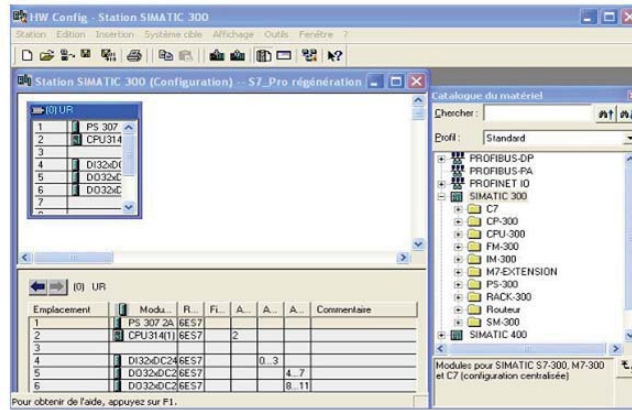 HW Config - Station SIMATIC 300
Station Edition Insertion Système cible Affichage Outils Fenêtre ?
Station SIMATIC 300 (Configuration) -- S7_Pro régénération
(0) UR
1 PS 307
2 CPU314
3
4 DI32xD
5 DO32xD
6 DO32xD
7
(0) UR
Emplacement Modu... R... Fi... A... A... A... Commentaire
1 PS 307 2A 6ES7
2 CPU314(1) 6ES7 2
3
4 DI32xDC24 6ES7 0...3
5 DO32xDC2 6ES7 4...7
6 DO32xDC2 6ES7 8...11
Pour obtenir de l'aide, appuyez sur F1.
Catalogue du matériel
Chercher :
Profil : Standard
PROFIBUS-DP
PROFIBUS-PA
PROFINET IO
SIMATIC 300
C7
CP-300
CPU-300
FM-300
IM-300
M7-EXTENSION
PS-300
RACK-300
Routeur
SM-300
SIMATIC 400
Modules pour SIMATIC S7-300, M7-300
et C7 (configuration centralisée)